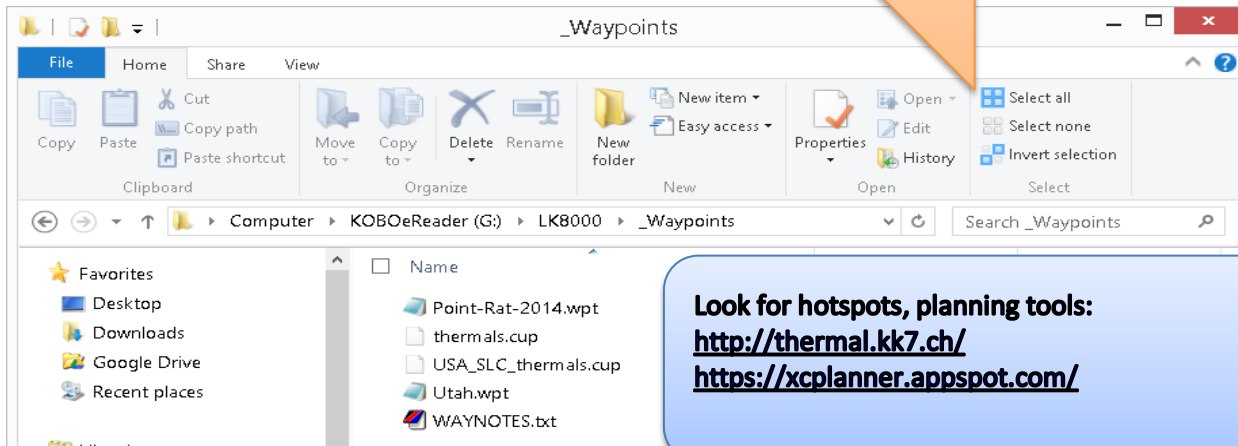 _Waypoints
File Home Share View
Copy Paste Cut Copy path Paste shortcut
Move to Copy to Delete Rename
New folder New item Easy access
Properties Open Edit History
Select all Select none Invert selection
Clipboard Organize New Open Select
Computer KOBOeReader (G:) LK8000 _Waypoints Search _Waypoints
Favorites
Desktop
Downloads
Google Drive
Recent places
Name
Point-Rat-2014.wpt
thermals.cup
USA_SLC_thermals.cup
Utah.wpt
WAYNOTES.txt
Look for hotspots, planning tools:
http://thermal.kk7.ch/
https://xcplanner.appspot.com/